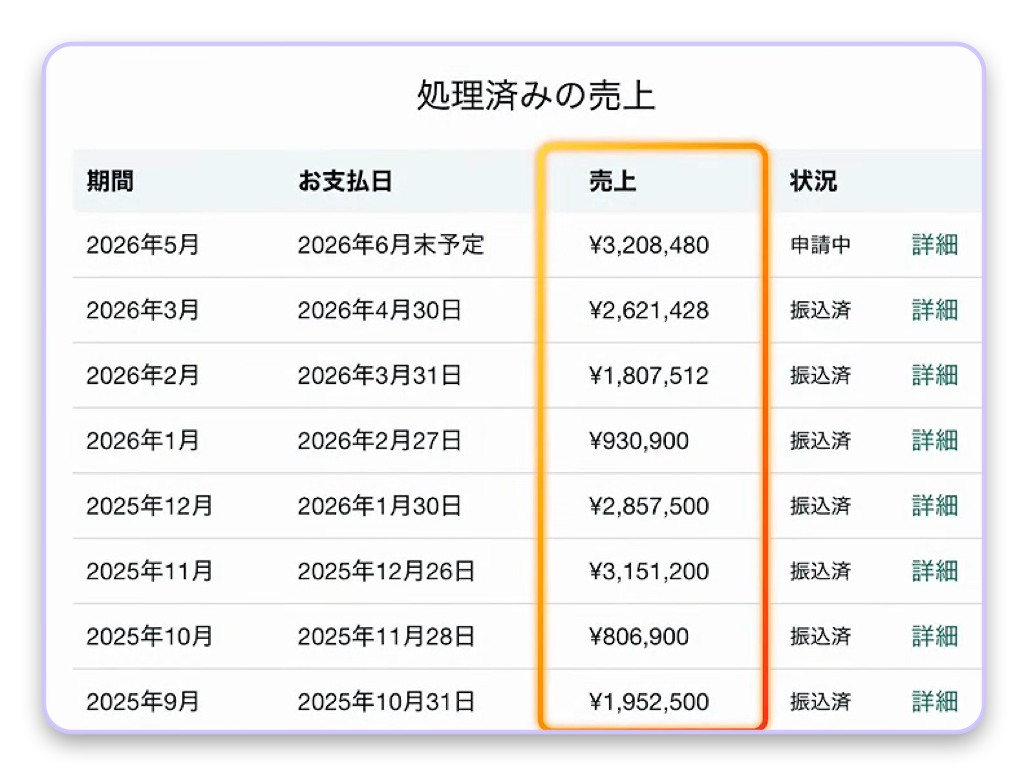 処理済みの売上
期間 お支払日 売上 状況
2026年5月 2026年6月末予定 ¥3,208,480 申請中 詳細
2026年3月 2026年4月30日 ¥2,621,428 振込済 詳細
2026年2月 2026年3月31日 ¥1,807,512 振込済 詳細
2026年1月 2026年2月27日 ¥930,900 振込済 詳細
2025年12月 2026年1月30日 ¥2,857,500 振込済 詳細
2025年11月 2025年12月26日 ¥3,151,200 振込済 詳細
2025年10月 2025年11月28日 ¥806,900 振込済 詳細
2025年9月 2025年10月31日 ¥1,952,500 振込済 詳細